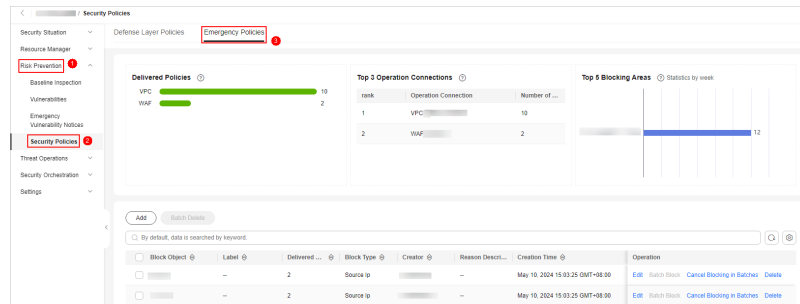 / Security Policies
Security Situation
Resource Manager
Risk Prevention 1
Baseline Inspection
Vulnerabilities
Emergency
Vulnerability Notices
Security Policies 2
Threat Operations
Security Orchestration
Settings
Defense Layer Policies Emergency Policies 3
Delivered Policies
VPC 10
WAF 2
Top 3 Operation Connections
rank Operation Connection Number of ...
1 VPC 10
2 WAF 2
Top 5 Blocking Areas Statistics by week
12
Add Batch Delete
By default, data is searched by keyword.
Block Object Label Delivered ... Block Type Creator Reason Descri... Creation Time Operation
-- 2 Source Ip -- May 10, 2024 15:03:25 GMT+08:00 Edit Batch Block Cancel Blocking in Batches Delete
-- 2 Source Ip -- May 10, 2024 15:03:25 GMT+08:00 Edit Batch Block Cancel Blocking in Batches Delete